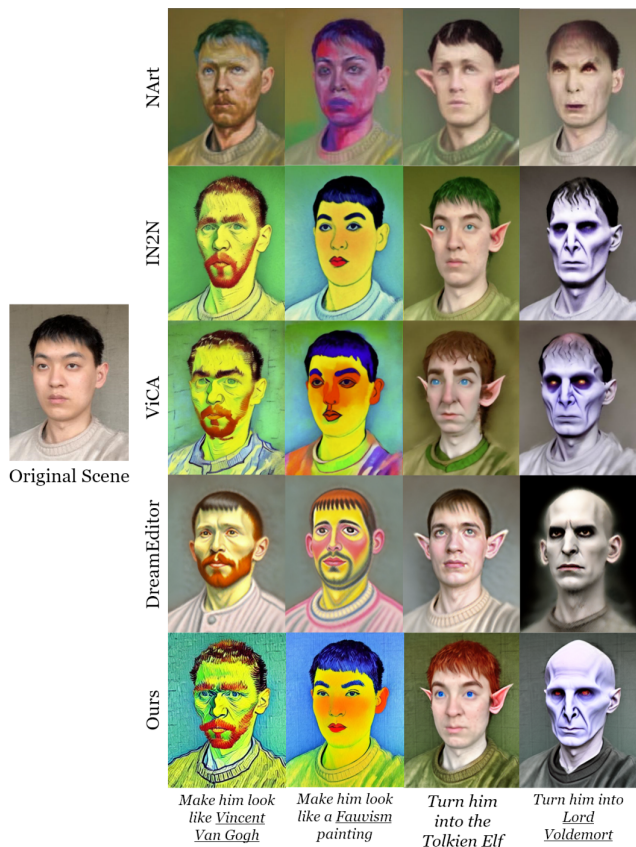 NArt
IN2N
ViCA
Original Scene
DreamEditor
Ours
Make him look
like Vincent
Van Gogh
Make him look
like a Fauvism
painting
Turn him
into the
Tolkien Elf
Turn him into
Lord
Voldemort